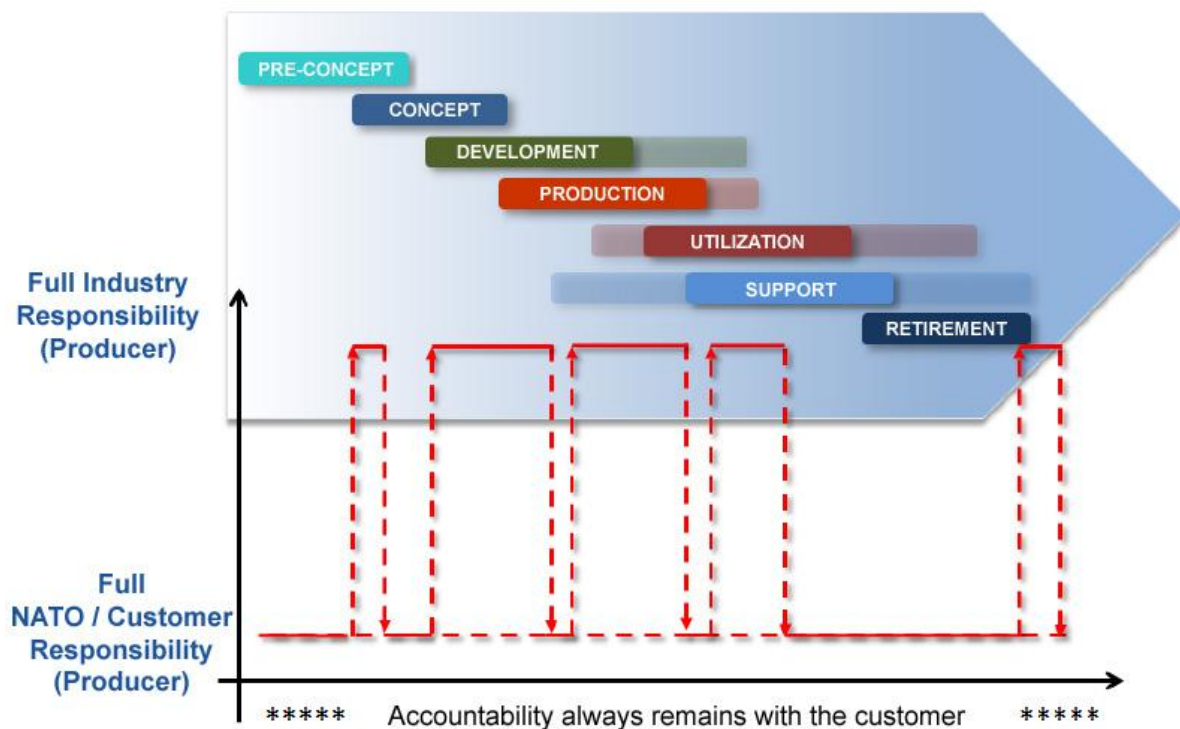 PRE-CONCEPT
CONCEPT
DEVELOPMENT
PRODUCTION
UTILIZATION
SUPPORT
RETIREMENT
Full Industry
Responsibility
(Producer)
Full
NATO / Customer
Responsibility
(Producer)
***** Accountability always remains with the customer *****